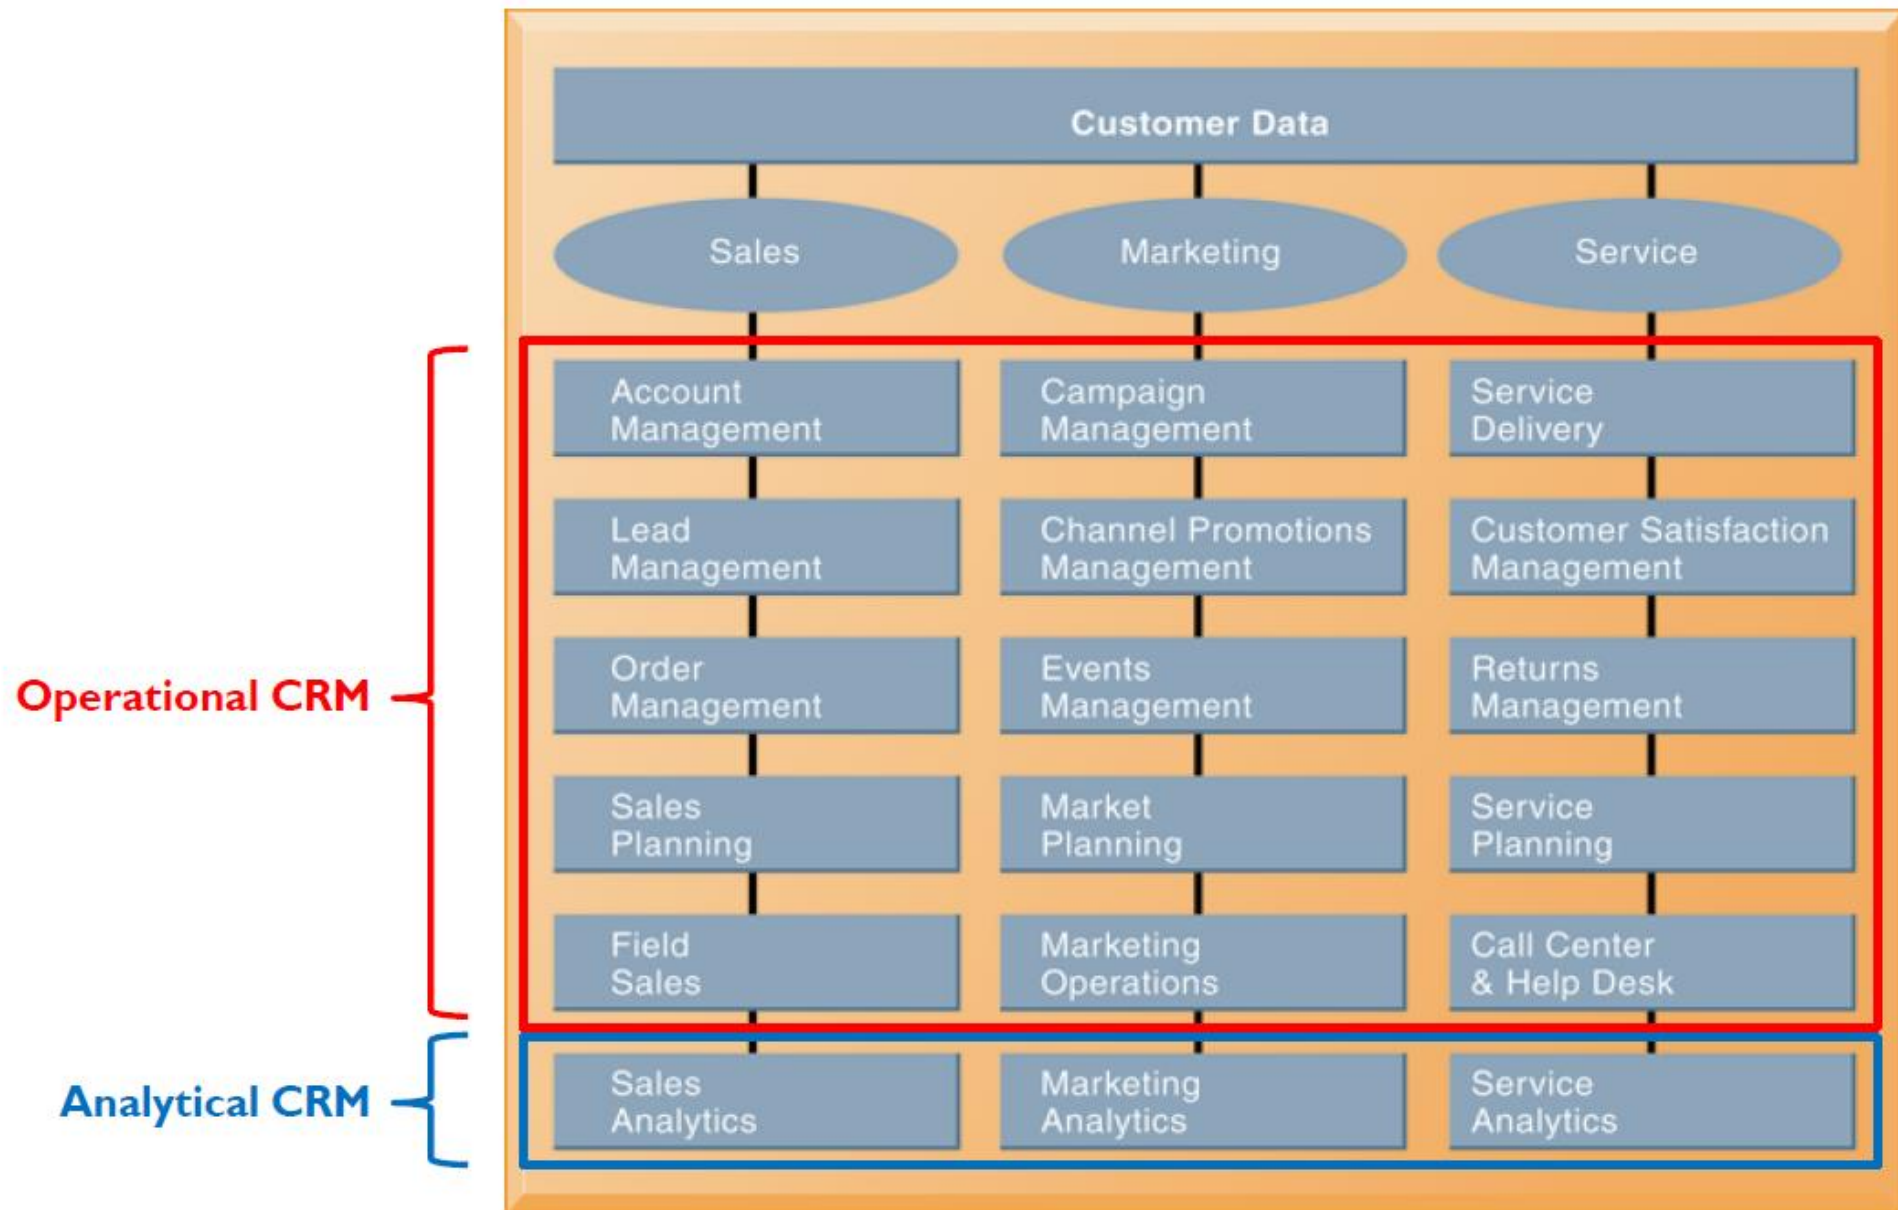 Customer Data
Sales
Marketing
Service
Operational CRM
Account
Management
Campaign
Management
Service
Delivery
Lead
Management
Channel Promotions
Management
Customer Satisfaction
Management
Order
Management
Events
Management
Returns
Management
Sales
Planning
Market
Planning
Service
Planning
Field
Sales
Marketing
Operations
Call Center
& Help Desk
Analytical CRM
Sales
Analytics
Marketing
Analytics
Service
Analytics